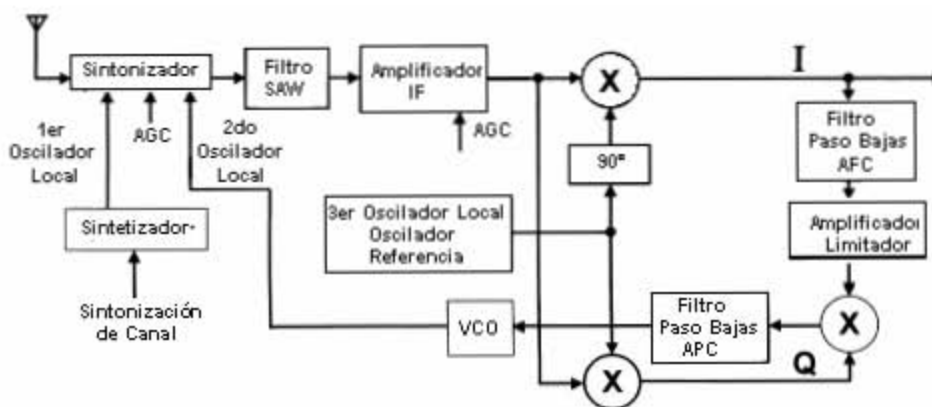 Sintonizador
Filtro
SAW
Amplificador
IF
X
I
1er
Oscilador
Local
AGC
2do
Oscilador
Local
AGC
90º
Filtro
Paso Bajas
AFC
Sintetizador-
3er Oscilador Local
Oscilador
Referencia
Amplificador
Limitador
Sintonización
de Canal
VCO
Filtro
Paso Bajas
APC
X
X
Q